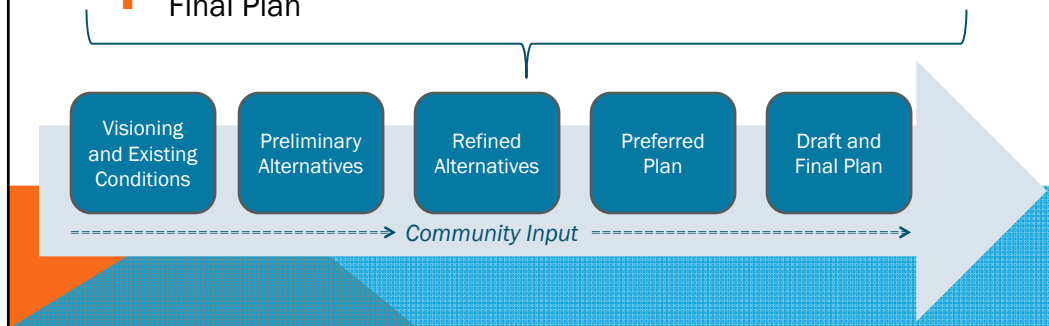 Final Plan
Visioning
and Existing
Conditions
Preliminary
Alternatives
Refined
Alternatives
Preferred
Plan
Draft and
Final Plan
Community Input